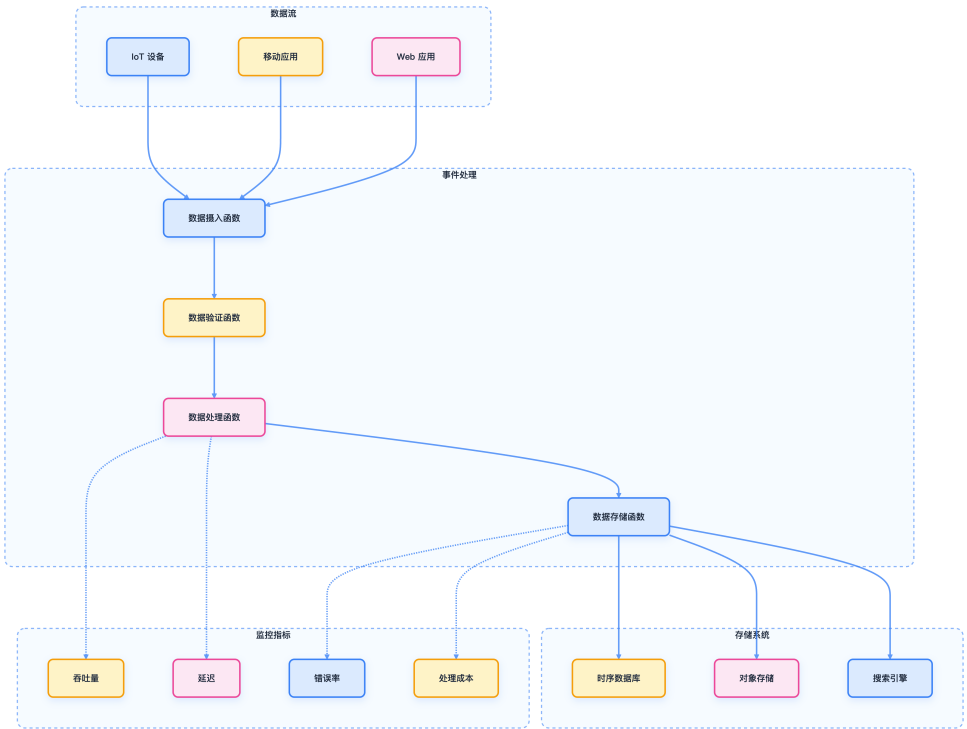 数据流
IoT 设备
移动应用
Web 应用
事件处理
数据摄入函数
数据验证函数
数据处理函数
数据存储函数
监控指标
吞吐量
延迟
错误率
处理成本
存储系统
时序数据库
对象存储
搜索引擎